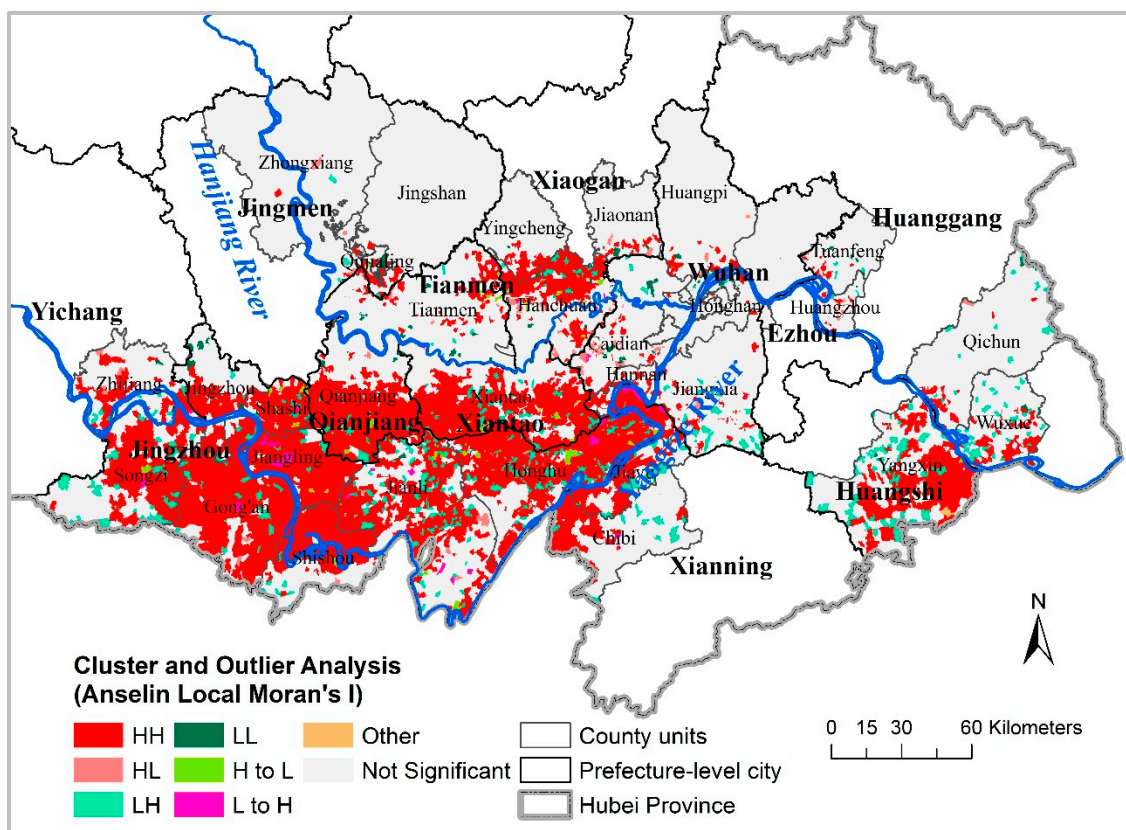 Zhongxiang
Hanjiang River
Jingmen
Jingshan
Xiaogan
Huangpi
Jiaonan
Yingcheng
Huanggang
Qujialing
Tuanfeng
Wuhan
Tianmen
Tianmen
Hanchuan
Honghan
Huangzhou
Yichang
Ezhou
Caidian
Qichun
Hannan
Zhijiang
Jingzhou
Jiangxia
Qianjiang
Xiantao
Shashi
Qianjiang
Xiantao
Wuxue
Jingzhou
Jiangling
Yangxin
Songzi
Honghu
Jiayu
River
Jianli
Huangshi
Gong'an
Chibi
Shishou
Xianning
N
Cluster and Outlier Analysis
(Anselin Local Moran's I)
HH LL Other County units
HL H to L Not Significant Prefecture-level city
LH L to H Hubei Province
0 15 30 60 Kilometers